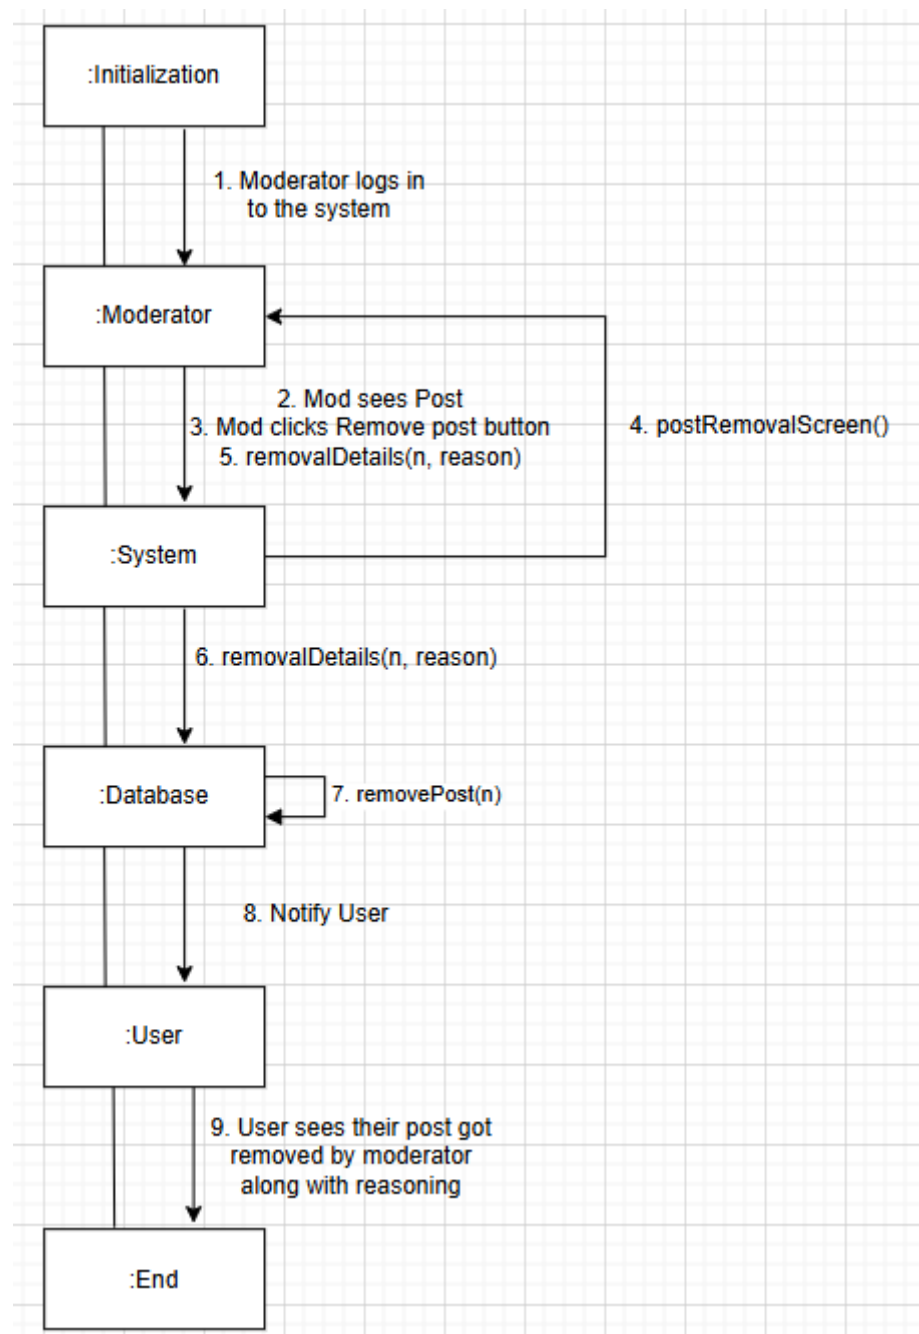 :Initialization
1. Moderator logs in
to the system
:Moderator
2. Mod sees Post
3. Mod clicks Remove post button
4. postRemovalScreen()
5. removalDetails(n, reason)
:System
6. removalDetails(n, reason)
:Database
7. removePost(n)
8. Notify User
:User
9. User sees their post got
removed by moderator
along with reasoning
:End